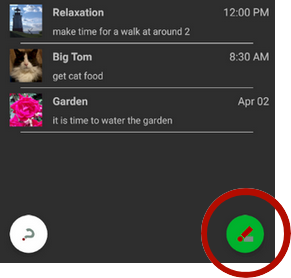 Relaxation 12:00 PM
make time for a walk at around 2
Big Tom 8:30 AM
get cat food
Garden Apr 02
it is time to water the garden